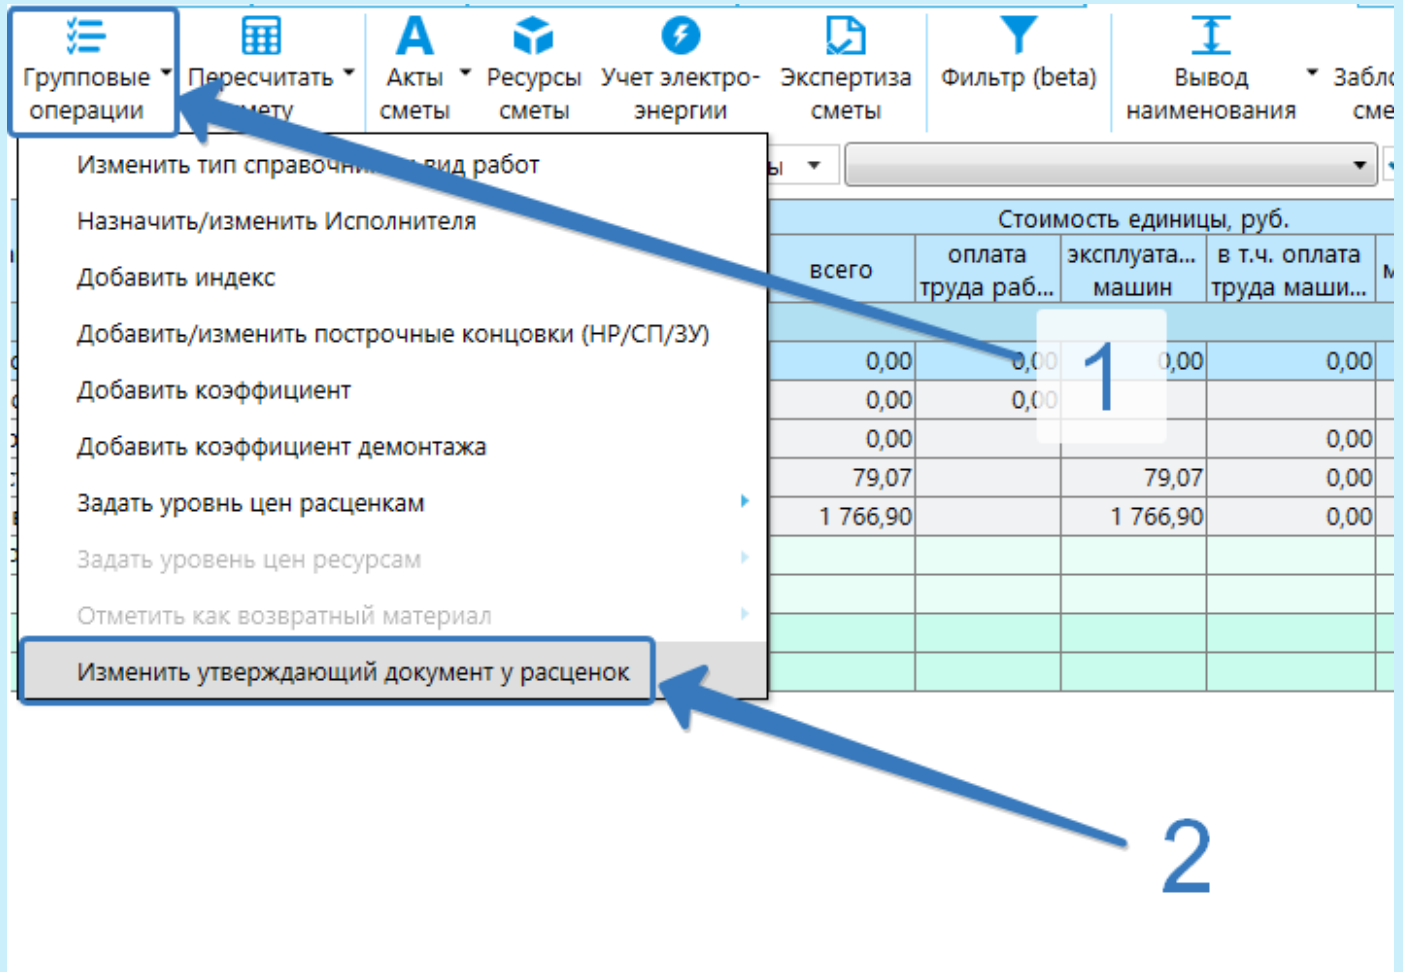 Групповые
операции
Пересчитать
смету
Акты
сметы
Ресурсы
сметы
Учет электро-
энергии
Экспертиза
сметы
Фильтр (beta)
Вывод
наименования
Забло
сме
Изменить тип справочника/ вид работ
Назначить/изменить Исполнителя
Добавить индекс
Добавить/изменить построчные концовки (НР/СП/ЗУ)
Добавить коэффициент
Добавить коэффициент демонтажа
Задать уровнь цен расценкам
Задать уровень цен ресурсам
Отметить как возвратный материал
Изменить утверждающий документ у расценок
ы
Стоимость единицы, руб.
всего
оплата
труда раб...
эксплуата...
машин
в т.ч. оплата
труда маши...
0,00 0,00 0,00 0,00
0,00 0,00
0,00 0,00
79,07 79,07 0,00
1 766,90 1 766,90 0,00
1
2